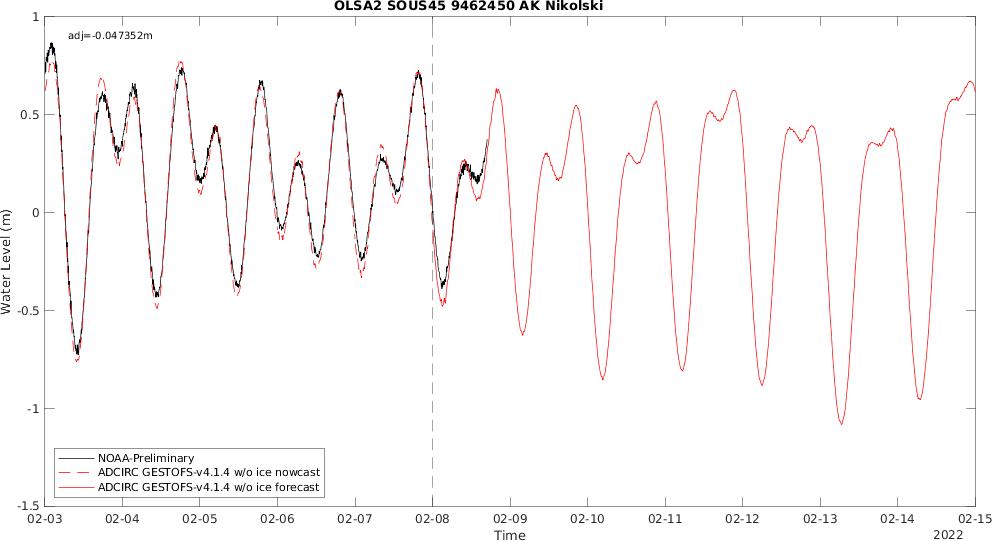 OLSA2 SOUS45 9462450 AK Nikolski
adj=-0.047352m
1
0.5
0
-0.5
-1
-1.5
Water Level (m)
NOAA-Preliminary
ADCIRC GESTOFS-v4.1.4 w/o ice nowcast
ADCIRC GESTOFS-v4.1.4 w/o ice forecast
02-03 02-04 02-05 02-06 02-07 02-08 02-09 02-10 02-11 02-12 02-13 02-14 02-15
Time
2022